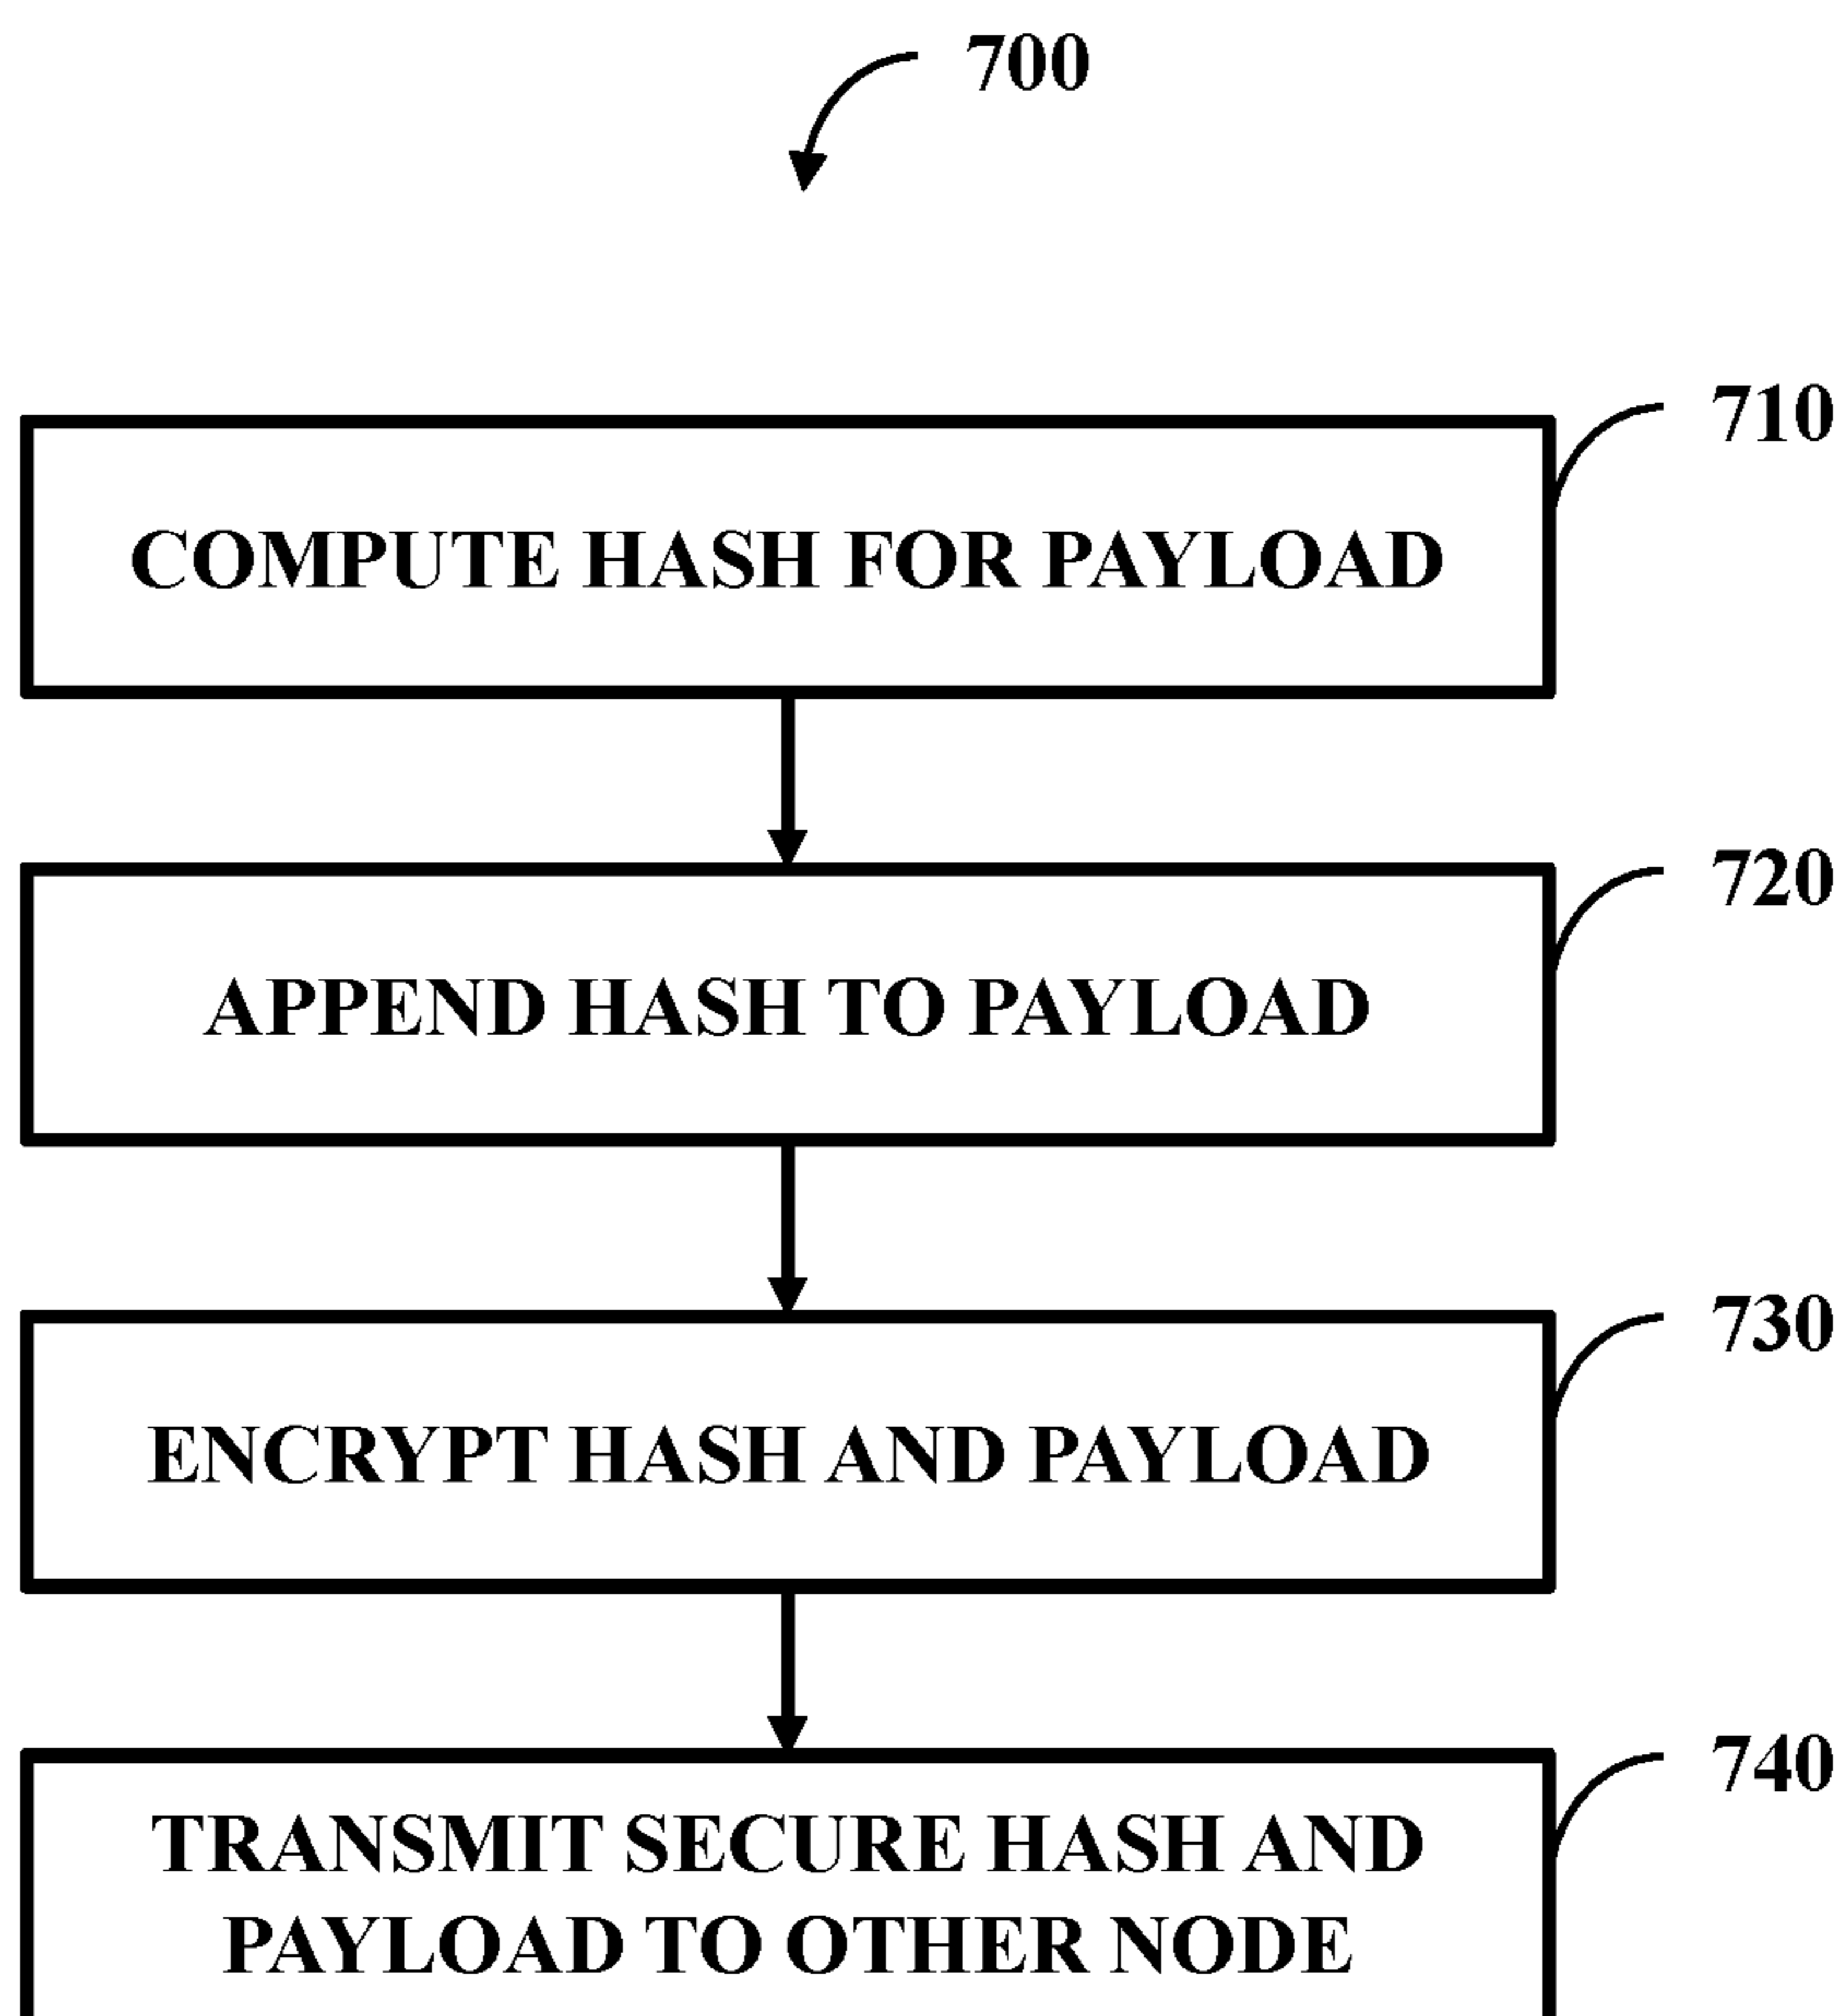 700
710
COMPUTE HASH FOR PAYLOAD
720
APPEND HASH TO PAYLOAD
730
ENCRYPT HASH AND PAYLOAD
740
TRANSMIT SECURE HASH AND
PAYLOAD TO OTHER NODE